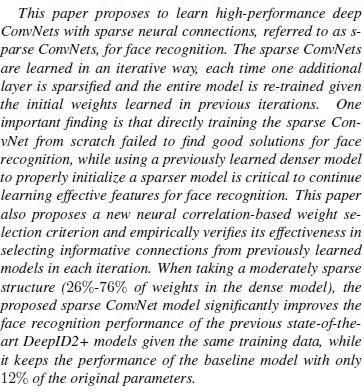 This paper proposes to learn high-performance deep
ConvNets with sparse neural connections, referred to as s-
parse ConvNets, for face recognition. The sparse ConvNets
are learned in an iterative way, each time one additional
layer is sparsified and the entire model is re-trained given
the initial weights learned in previous iterations. One
important finding is that directly training the sparse Con-
vNet from scratch failed to find good solutions for face
recognition, while using a previously learned denser model
to properly initialize a sparser model is critical to continue
learning effective features for face recognition. This paper
also proposes a new neural correlation-based weight se-
lection criterion and empirically verifies its effectiveness in
selecting informative connections from previously learned
models in each iteration. When taking a moderately sparse
structure (26%-76% of weights in the dense model), the
proposed sparse ConvNet model significantly improves the
face recognition performance of the previous state-of-the-
art DeepID2+ models given the same training data, while
it keeps the performance of the baseline model with only
12% of the original parameters.